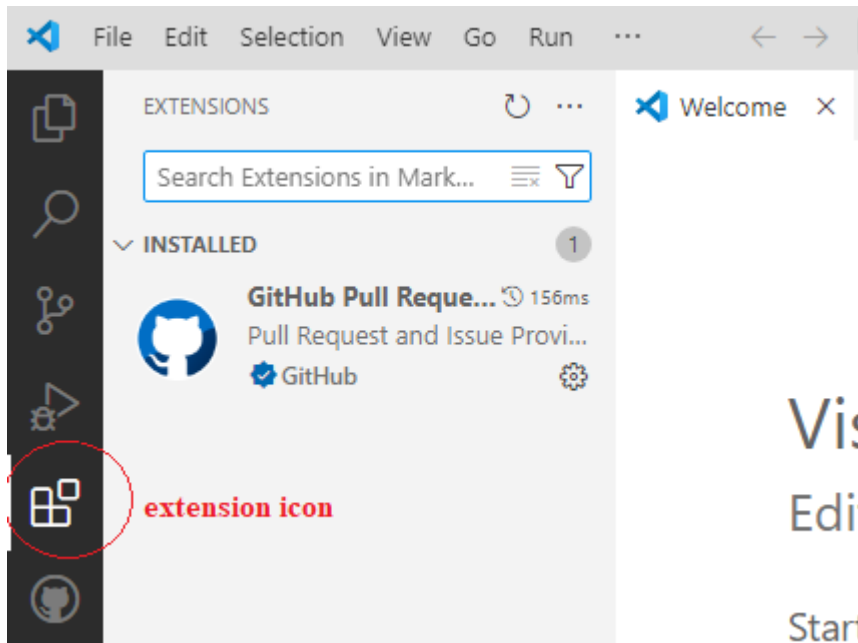 File Edit Selection View Go Run ...
EXTENSIONS
Welcome
Search Extensions in Mark...
INSTALLED 1
GitHub Pull Reque... 156ms
Pull Request and Issue Provi...
GitHub
extension icon
Vis
Edi
Start